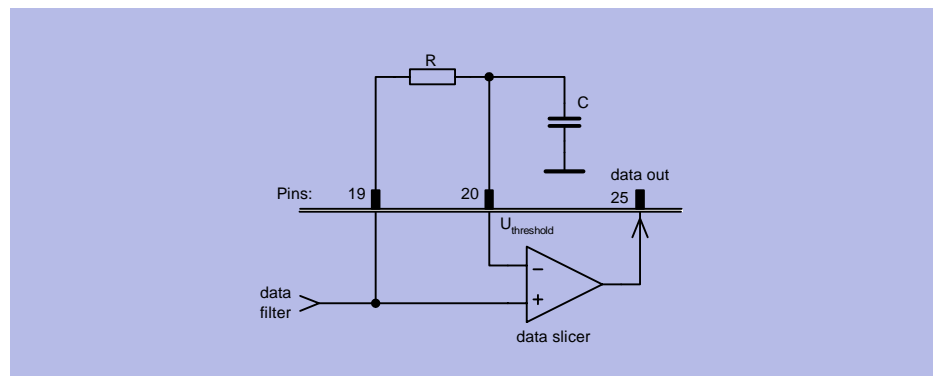 R
C
data out
Pins: 19 20 25
Uthreshold
−
+
data
filter
data slicer